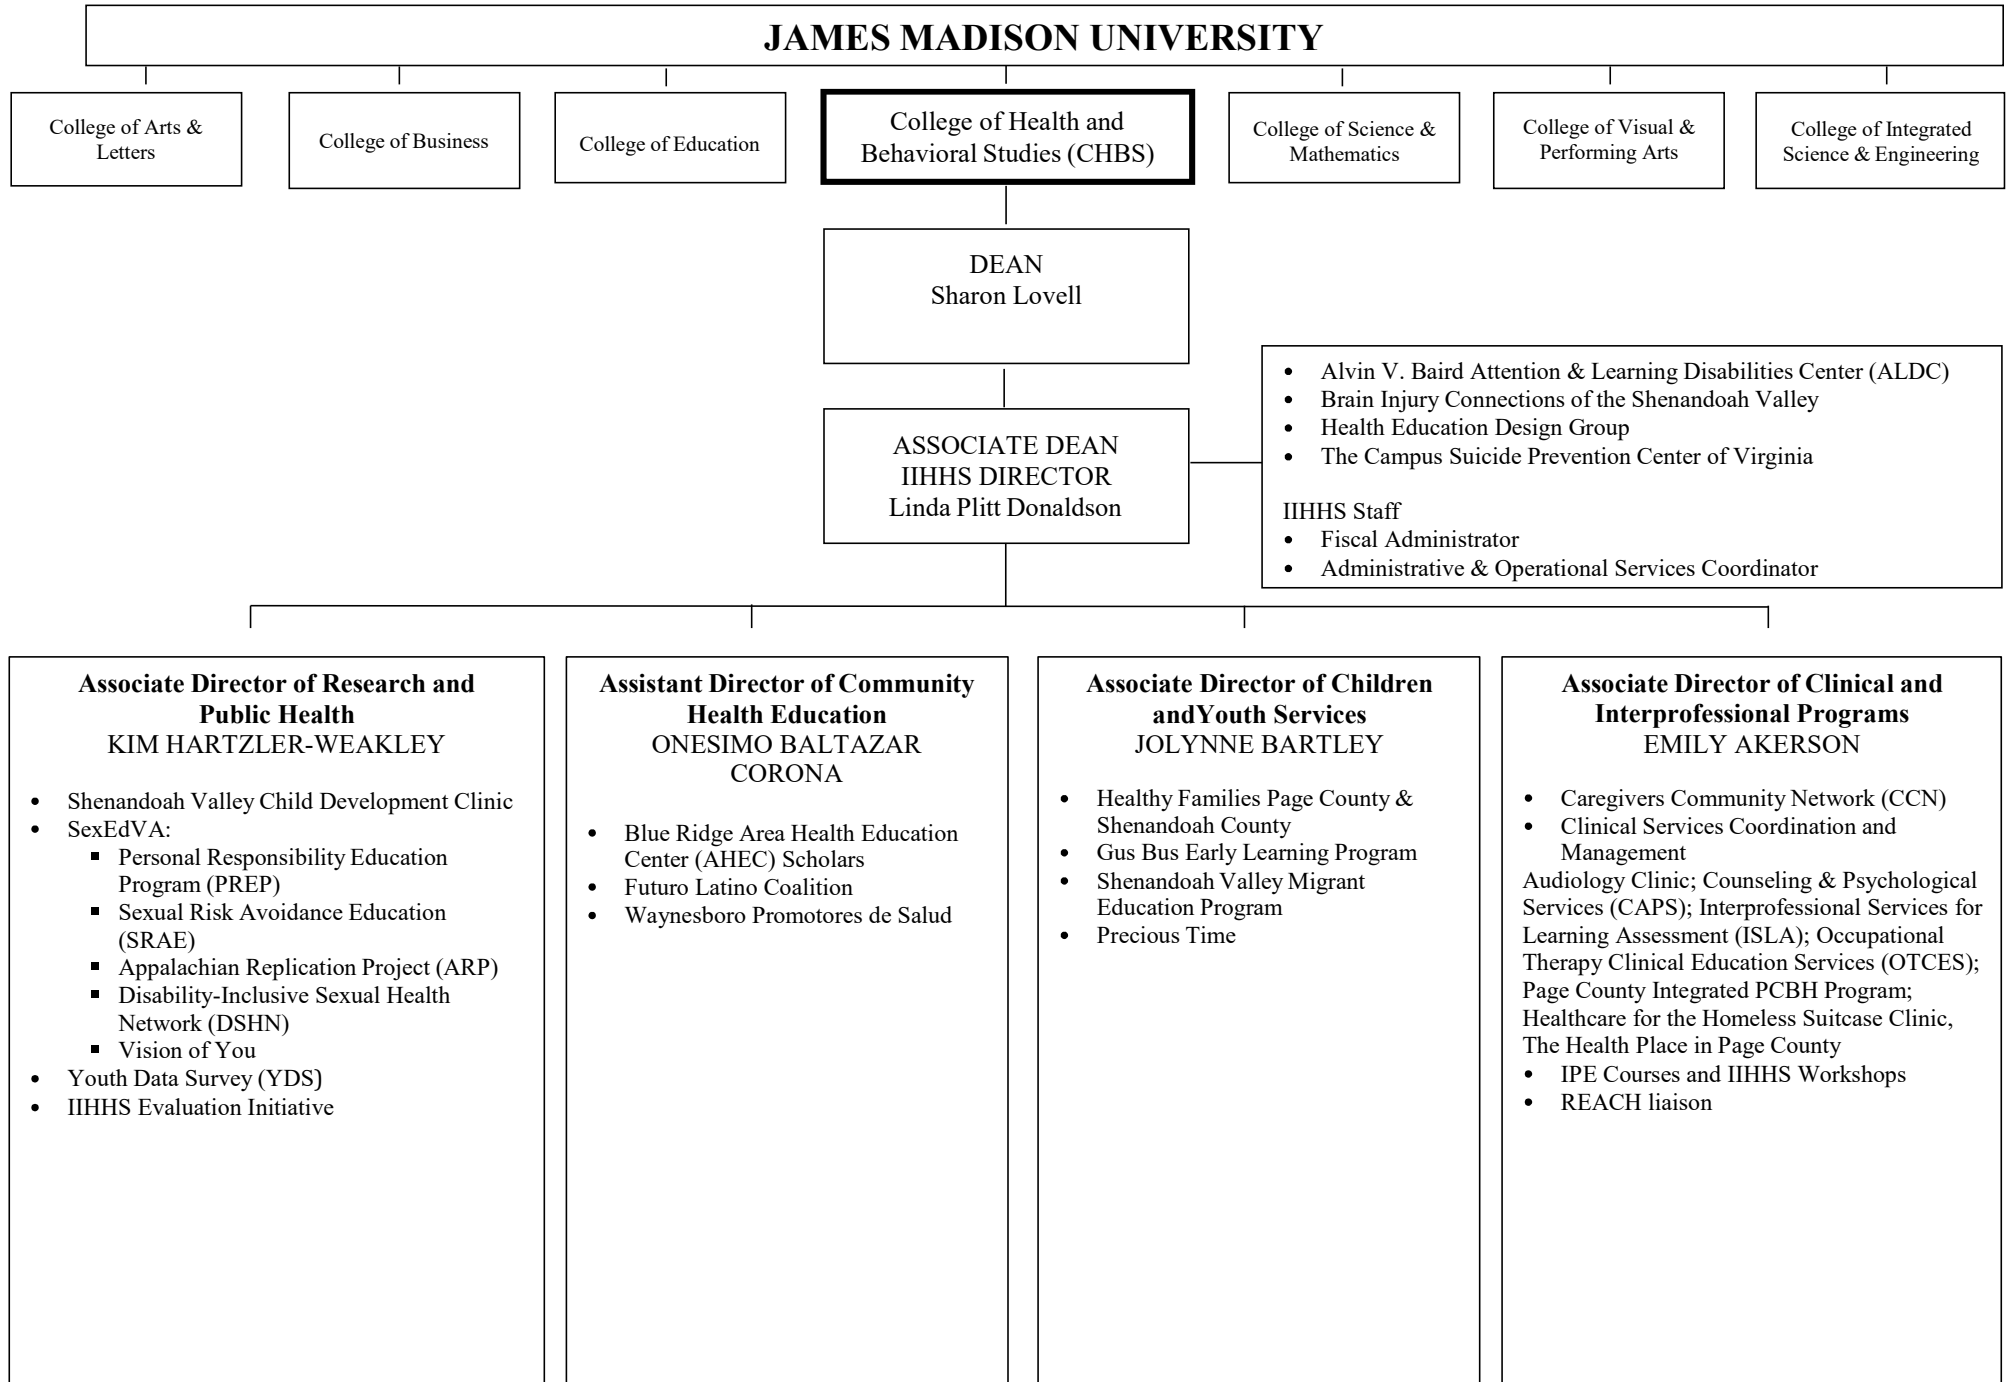 JAMES MADISON UNIVERSITY
College of Arts &
Letters
College of Business
College of Education
College of Health and
Behavioral Studies (CHBS)
College of Science &
Mathematics
College of Visual &
Performing Arts
College of Integrated
Science & Engineering
DEAN
Sharon Lovell
ASSOCIATE DEAN
IIHHS DIRECTOR
Linda Plitt Donaldson
• Alvin V. Baird Attention & Learning Disabilities Center (ALDC)
• Brain Injury Connections of the Shenandoah Valley
• Health Education Design Group
• The Campus Suicide Prevention Center of Virginia
IIHHS Staff
• Fiscal Administrator
• Administrative & Operational Services Coordinator
Associate Director of Research and
Public Health
KIM HARTZLER-WEAKLEY
• Shenandoah Valley Child Development Clinic
• SexEdVA:
▪ Personal Responsibility Education
Program (PREP)
▪ Sexual Risk Avoidance Education
(SRAE)
▪ Appalachian Replication Project (ARP)
▪ Disability-Inclusive Sexual Health
Network (DSHN)
▪ Vision of You
• Youth Data Survey (YDS)
• IIHHS Evaluation Initiative
Assistant Director of Community
Health Education
ONESIMO BALTAZAR
CORONA
• Blue Ridge Area Health Education
Center (AHEC) Scholars
• Futuro Latino Coalition
• Waynesboro Promotores de Salud
Associate Director of Children
andYouth Services
JOLYNNE BARTLEY
• Healthy Families Page County &
Shenandoah County
• Gus Bus Early Learning Program
• Shenandoah Valley Migrant
Education Program
• Precious Time
Associate Director of Clinical and
Interprofessional Programs
EMILY AKERSON
• Caregivers Community Network (CCN)
• Clinical Services Coordination and
Management
Audiology Clinic; Counseling & Psychological
Services (CAPS); Interprofessional Services for
Learning Assessment (ISLA); Occupational
Therapy Clinical Education Services (OTCES);
Page County Integrated PCBH Program;
Healthcare for the Homeless Suitcase Clinic,
The Health Place in Page County
• IPE Courses and IIHHS Workshops
• REACH liaison